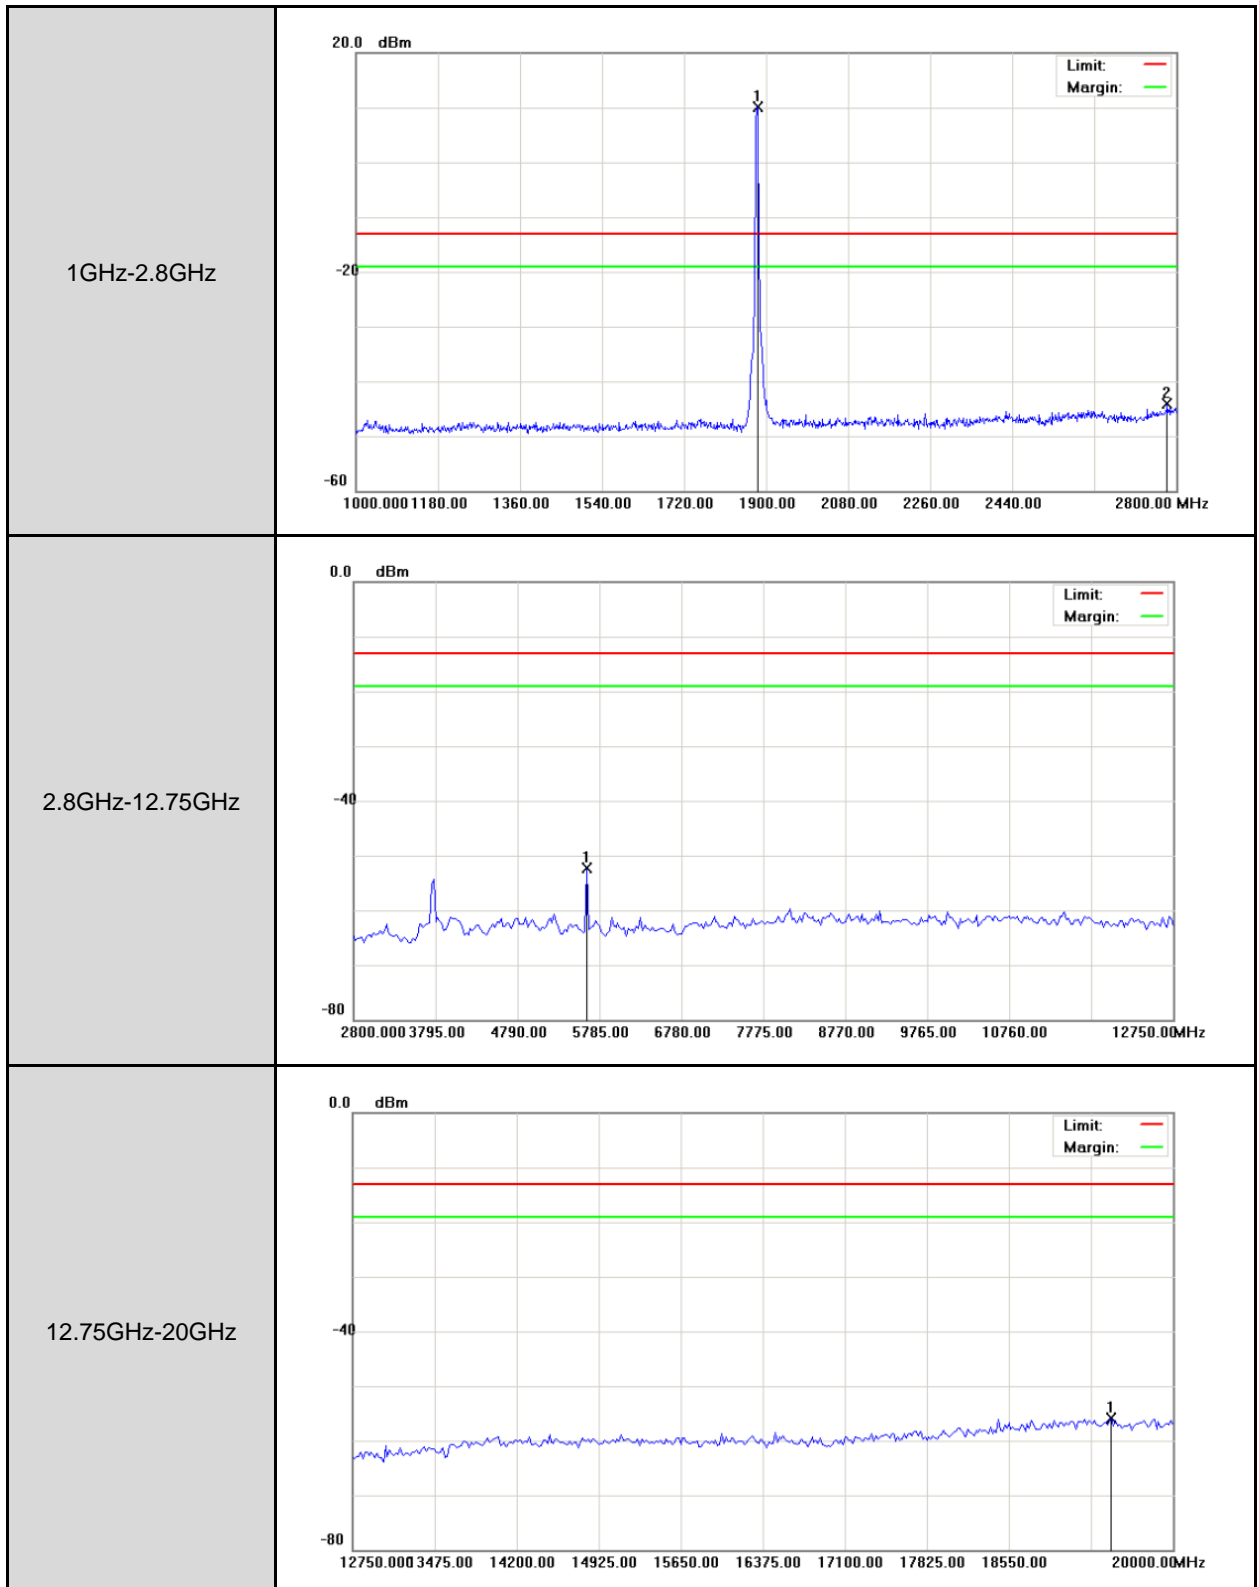 1GHz-2.8GHz
20.0 dBm
Limit:
Margin:
1
-20
2
-60
1000.000 1180.00 1360.00 1540.00 1720.00 1900.00 2080.00 2260.00 2440.00 2800.00 MHz
2.8GHz-12.75GHz
0.0 dBm
Limit:
Margin:
-40
1
-80
2800.000 3795.00 4790.00 5785.00 6780.00 7775.00 8770.00 9765.00 10760.00 12750.00MHz
12.75GHz-20GHz
0.0 dBm
Limit:
Margin:
-40
1
-80
12750.000 13475.00 14200.00 14925.00 15650.00 16375.00 17100.00 17825.00 18550.00 20000.00MHz